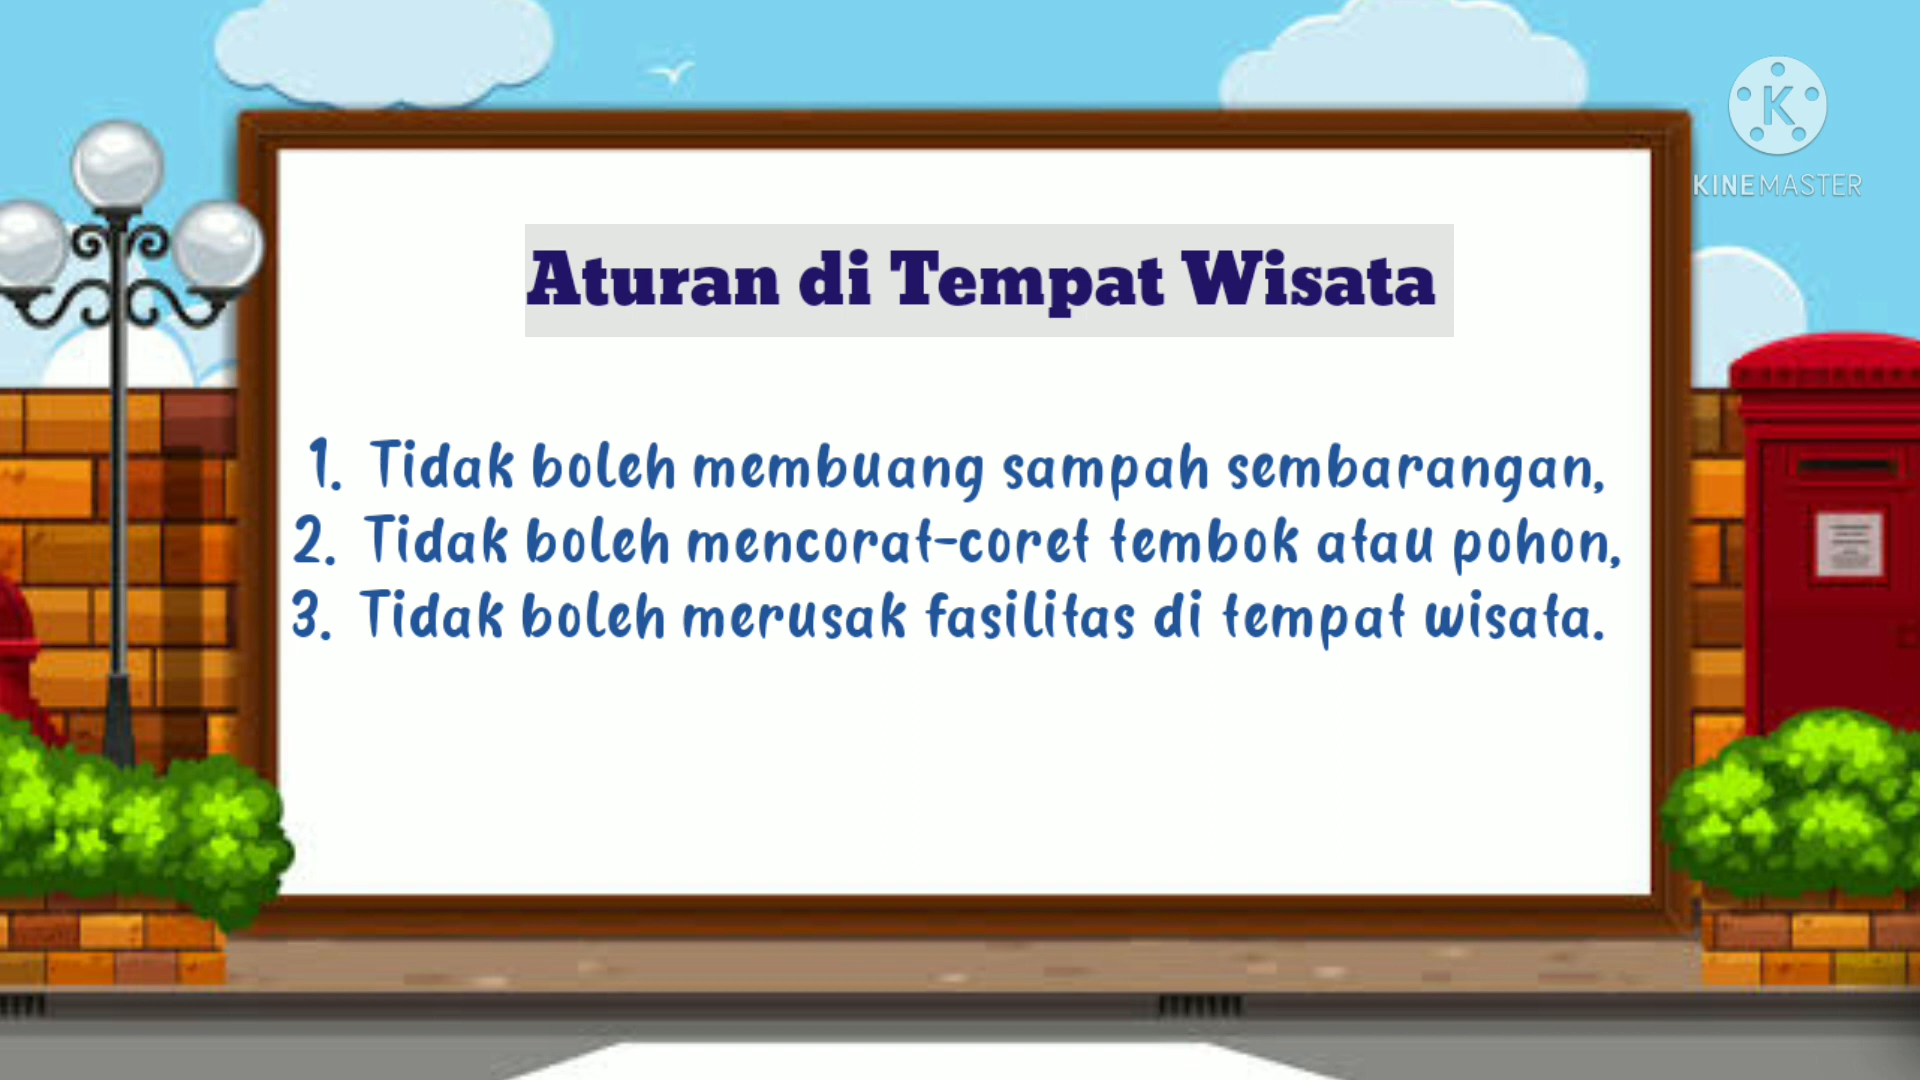 KINEMASTER
Aturan di Tempat Wisata
1. Tidak boleh membuang sampah sembarangan,
2. Tidak boleh mencorat-coret tembok atau pohon,
3. Tidak boleh merusak fasilitas di tempat wisata.